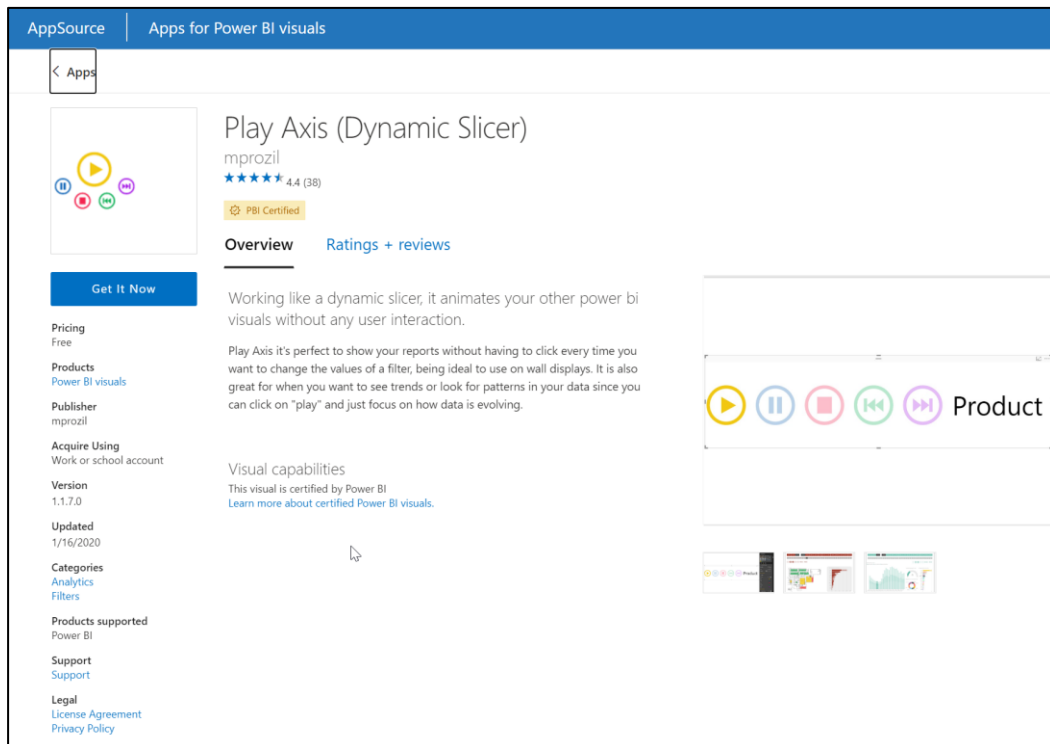 AppSource
Apps for Power BI visuals
Apps
Play Axis (Dynamic Slicer)
mprozil
4.4 (38)
PBI Certified
Overview
Ratings + reviews
Get It Now
Pricing
Free
Products
Power BI visuals
Publisher
mprozil
Acquire Using
Work or school account
Version
1.1.7.0
Updated
1/16/2020
Categories
Analytics
Filters
Products supported
Power BI
Support
Support
Legal
License Agreement
Privacy Policy
Working like a dynamic slicer, it animates your other power bi
visuals without any user interaction.
Play Axis it's perfect to show your reports without having to click every time you
want to change the values of a filter, being ideal to use on wall displays. It is also
great for when you want to see trends or look for patterns in your data since you
can click on "play" and just focus on how data is evolving.
Visual capabilities
This visual is certified by Power BI
Learn more about certified Power BI visuals.
Product
Product